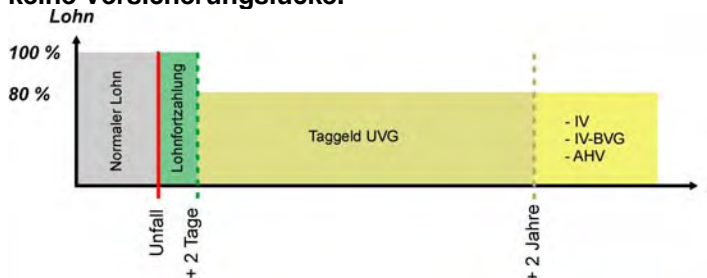 keine Versicherungslücke.
Lohn
100 %
80 %
Normaler Lohn
Lohnfortzahlung
Taggeld UVG
- IV
- IV-BVG
- AHV
Unfall
+ 2 Tage
+ 2 Jahre